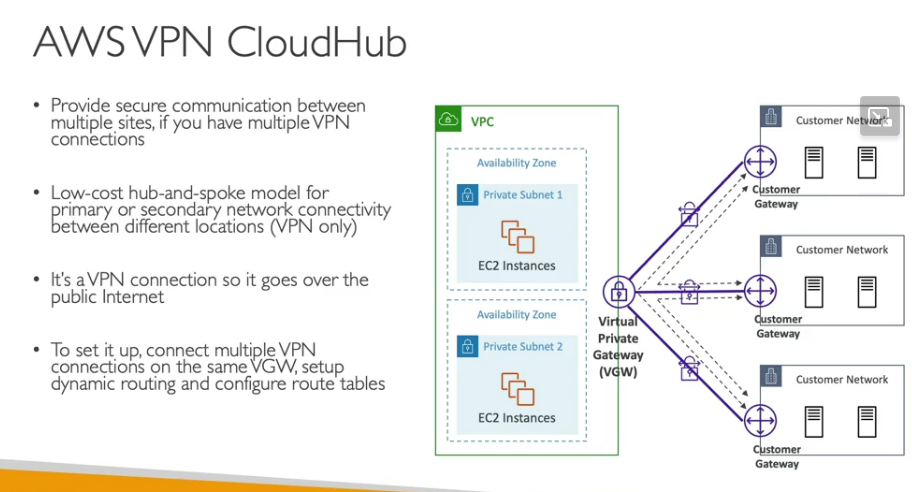 AWS VPN CloudHub
• Provide secure communication between
multiple sites, if you have multiple VPN
connections
• Low-cost hub-and-spoke model for
primary or secondary network connectivity
between different locations (VPN only)
• It's a VPN connection so it goes over the
public Internet
• To set it up, connect multiple VPN
connections on the same VGW, setup
dynamic routing and configure route tables
VPC
Availability Zone
Private Subnet 1
EC2 Instances
Availability Zone
Private Subnet 2
EC2 Instances
Virtual
Private
Gateway
(VGW)
Customer Network
Customer
Gateway
Customer Network
Customer
Gateway
Customer Network
Customer
Gateway